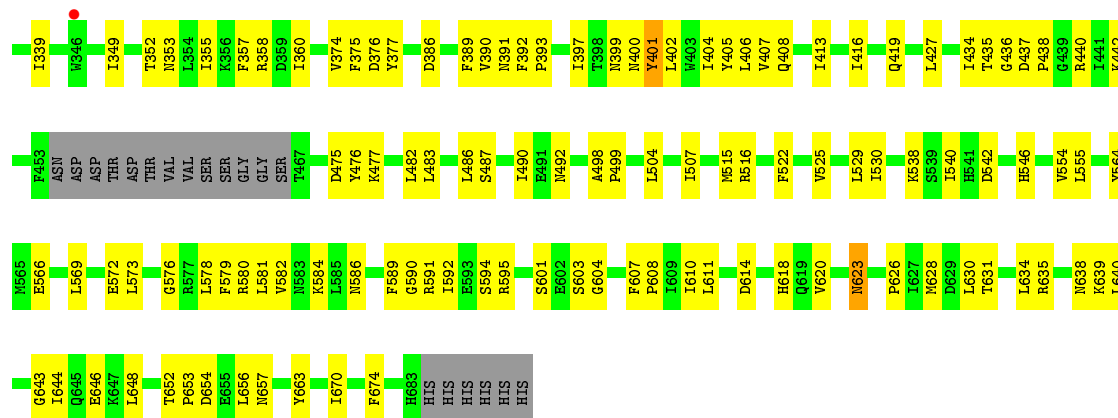 I339 W346 I349 T352 N353 L354 I355 K356 F357 R358 D359 I360 V374 F375 D376 Y377 D386 F389 V390 N391 F392 P393 I397 T398 N399 N400 Y401 L402 W403 I404 Y405 L406 V407 Q408 I413 I416 Q419 L427 I434 T435 G436 D437 P438 G439 R440 I441 K442
F453 ASN ASP ASP THR ASP THR VAL VAL SER SER GLY GLY SER T467 D475 Y476 K477 L482 L483 L486 S487 I490 E491 N492 A498 P499 L504 I507 M515 R516 F522 V525 L529 I530 K538 S539 I540 H541 D542 H546 V554 L555 Y564
M565 E566 L569 E572 L573 G576 R577 L578 F579 R580 L581 V582 N583 K584 L585 N586 F589 G590 R591 I592 E593 S594 R595 S601 E602 S603 G604 F607 P608 I609 I610 L611 D614 H618 Q619 V620 N623 P626 I627 M628 D629 L630 T631 L634 R635 N638 K639 L640
G643 I644 Q645 E646 K647 L648 T652 P653 D654 E655 L656 N657 Y663 I670 F674 H683 HIS HIS HIS HIS HIS HIS